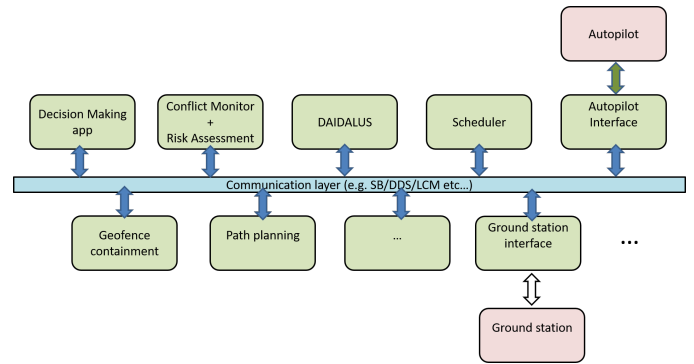 Autopilot
Decision Making
app
Conflict Monitor
+
Risk Assessment
DAIDALUS
Scheduler
Autopilot
Interface
Communication layer (e.g. SB/DDS/LCM etc...)
Geofence
containment
Path planning
...
Ground station
interface
...
Ground station